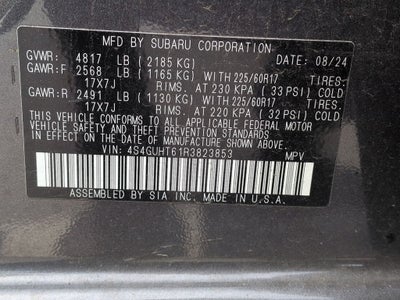 MFD BY SUBARU CORPORATION DATE: 08/24
GVWR: 4817 LB ( 2185 KG)
GAWR:F 2568 LB ( 1165 KG) WITH 225/60R17 TIRES.
17X7J RIMS. AT 230 KPA ( 33 PSI) COLD
GAWR:R 2491 LB ( 1130 KG) WITH 225/60R17 TIRES.
17X7J RIMS. AT 220 KPA ( 32 PSI) COLD
THIS VEHICLE CONFORMS TO ALL APPLICABLE FEDERAL MOTOR
VEHICLE SAFETY, BUMPER, AND THEFT PREVENTION STANDARDS
IN EFFECT ON THE DATE OF MANUFACTURE SHOWN ABOVE.
VIN: 4S4GUHT61R3823853 MPV
ASSEMBLED BY SIA INC. MADE IN U.S.A.